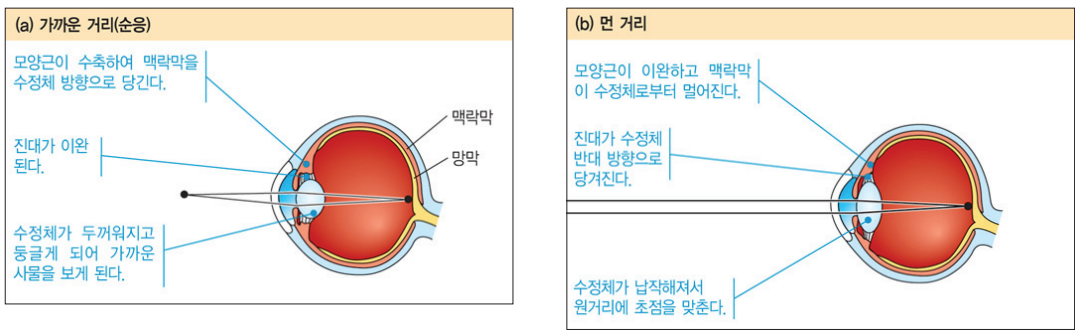 (a) 가까운 거리(순응)
모양근이 수축하여 맥락막을
수정체 방향으로 당긴다.
진대가 이완
된다.
수정체가 두꺼워지고
둥글게 되어 가까운
사물을 보게 된다.
맥락막
망막
(b) 먼 거리
모양근이 이완하고 맥락막
이 수정체로부터 멀어진다.
진대가 수정체
반대 방향으로
당겨진다.
수정체가 납작해져서
원거리에 초점을 맞춘다.